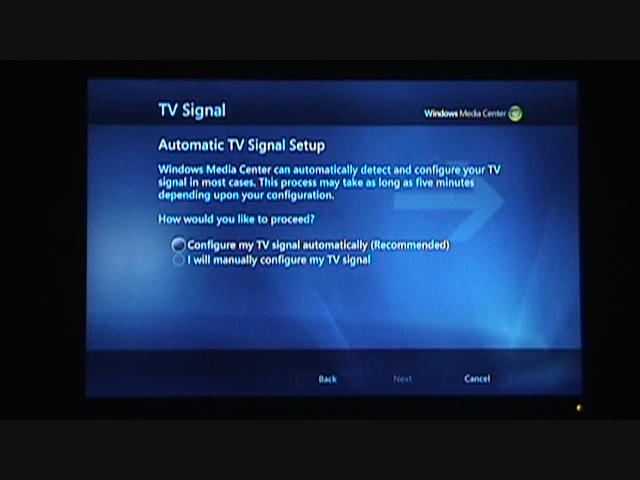 TV Signal
Windows Media Center
Automatic TV Signal Setup
Windows Media Center can automatically detect and configure your TV
signal in most cases. This process may take as long as five minutes
depending upon your configuration.
How would you like to proceed?
Configure my TV signal automatically (Recommended)
I will manually configure my TV signal
Back Next Cancel